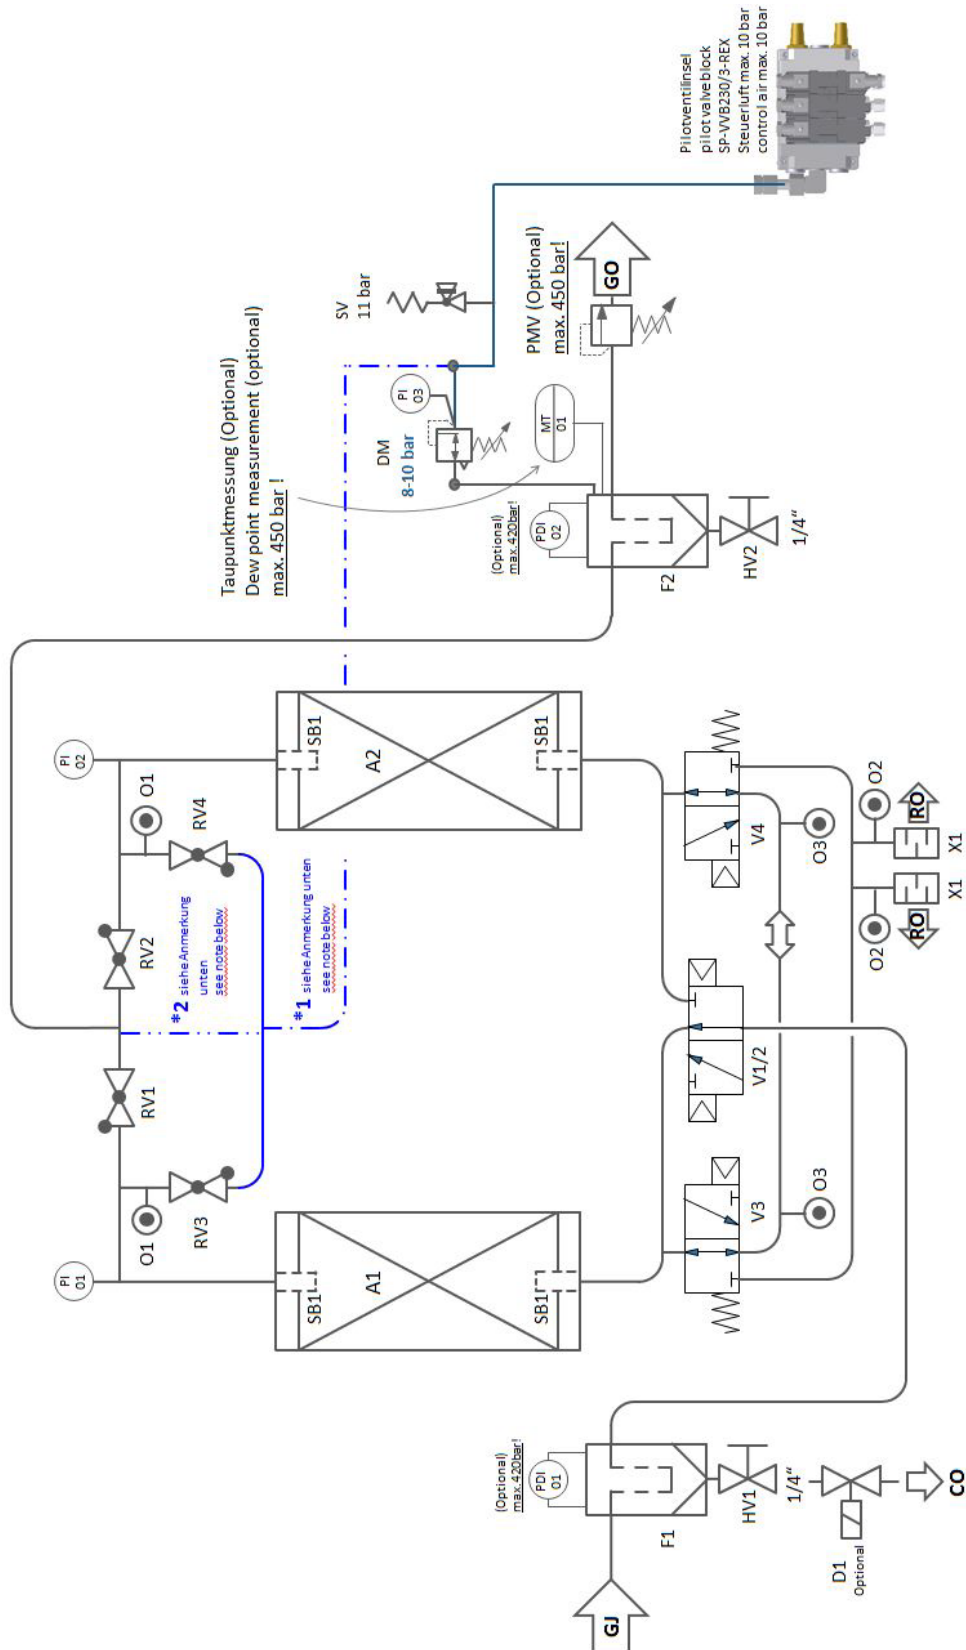 Pilotventilinsel
pilot valve block
SP-VVB230/3-REX
Steuerluft max. 10 bar
control air max. 10 bar
SV
11 bar
PMV (Optional)
max. 450 bar!
GO
Taupunktmessung (Optional)
Dew point measurement (optional)
max. 450 bar !
PI
03
DM
8-10 bar
MT
01
(Optional)
max.420bar!
PDI
02
F2
HV2
1/4“
PI
02
O1
RV4
RV2
*2 siehe Anmerkung
unten
see note below
*1 siehe Anmerkung unten
see note below
RV1
RV3
O1
PI
01
SB1
A2
SB1
SB1
A1
SB1
V4
V1/2
V3
O3
O3
O2
RO
X1
O2
RO
X1
(Optional)
max.420bar!
PDI
01
GJ
F1
HV1
1/4“
D1
Optional
CO